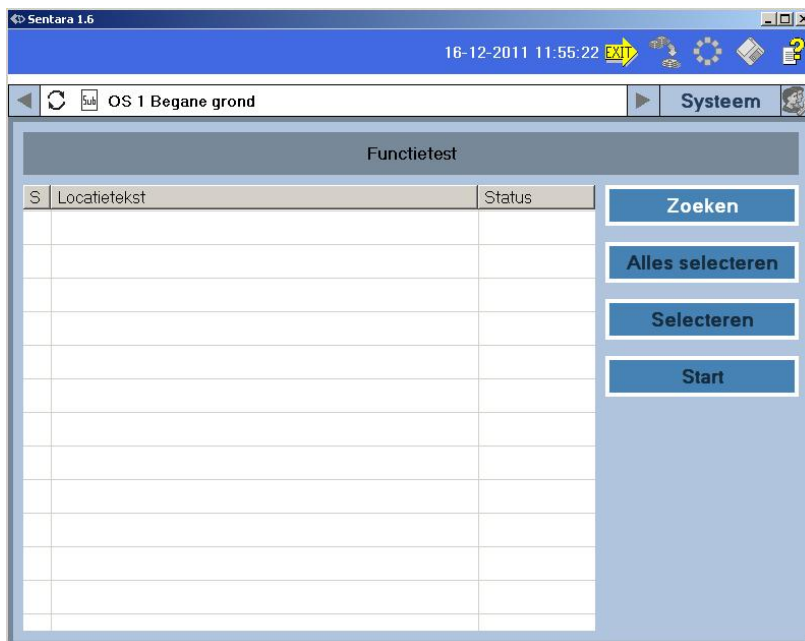 Sentara 1.6
16-12-2011 11:55:22 EXIT
Sub OS 1 Begane grond Systeem
Functietest
S Locatietekst Status
Zoeken
Alles selecteren
Selecteren
Start